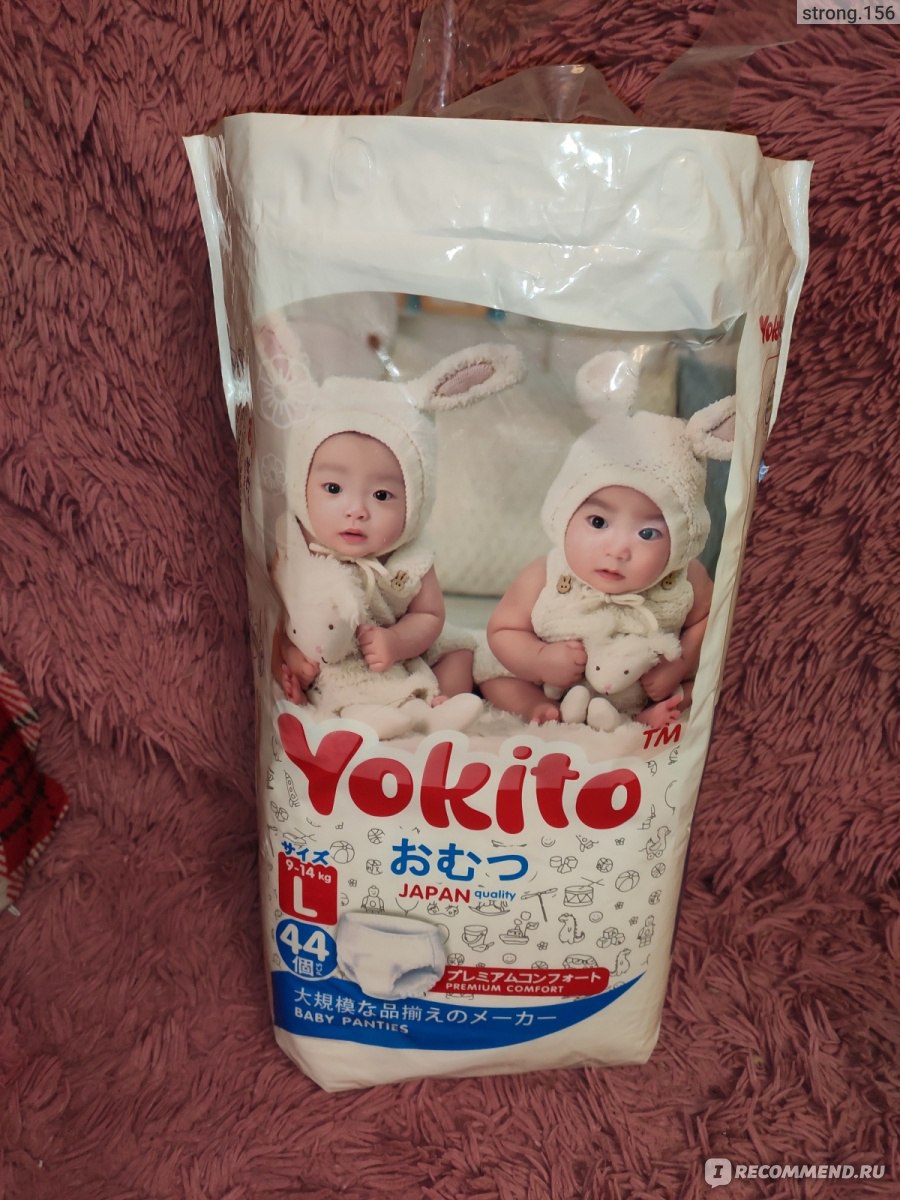 strong.156
Yokito TM
サイズ
9-14 kg
L
44
個 PCS
おむつ
JAPAN quality
プレミアムコンフォート
PREMIUM COMFORT
大規模な品揃えのメーカー
BABY PANTIES
I RECOMMEND.RU